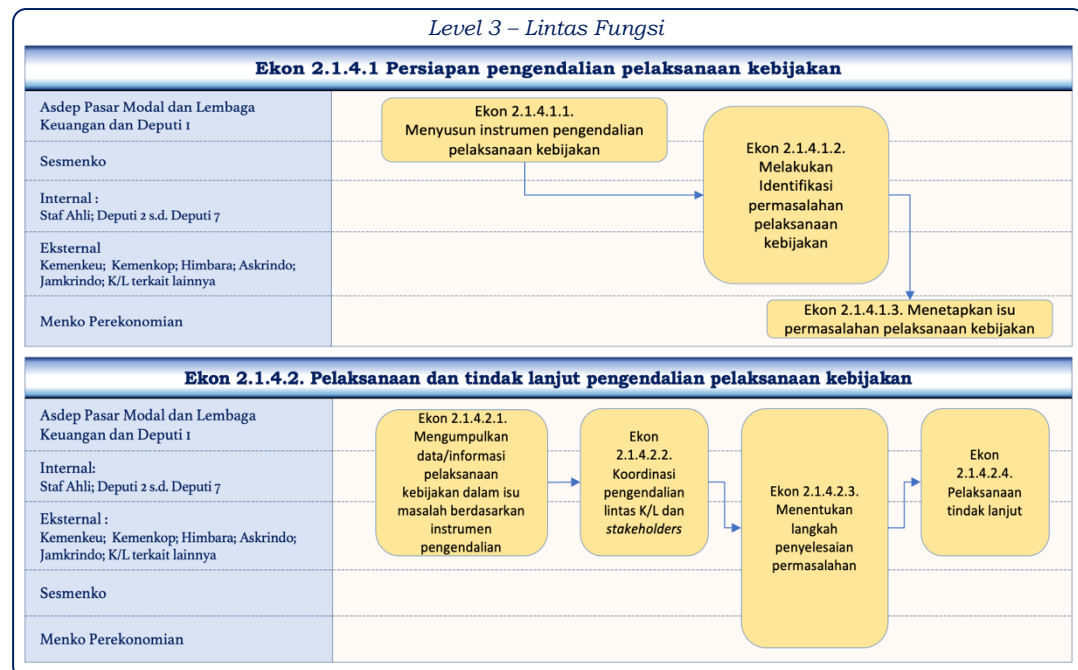 Level 3 – Lintas Fungsi
Ekon 2.1.4.1 Persiapan pengendalian pelaksanaan kebijakan
Asdep Pasar Modal dan Lembaga
Keuangan dan Deputi 1
Sesmenko
Internal :
Staf Ahli; Deputi 2 s.d. Deputi 7
Eksternal
Kemenkeu; Kemenkop; Himbara; Askrindo;
Jamkrindo; K/L terkait lainnya
Menko Perekonomian
Ekon 2.1.4.1.1.
Menyusun instrumen pengendalian
pelaksanaan kebijakan
Ekon 2.1.4.1.2.
Melakukan
Identifikasi
permasalahan
pelaksanaan
kebijakan
Ekon 2.1.4.1.3. Menetapkan isu
permasalahan pelaksanaan kebijakan
Ekon 2.1.4.2. Pelaksanaan dan tindak lanjut pengendalian pelaksanaan kebijakan
Asdep Pasar Modal dan Lembaga
Keuangan dan Deputi 1
Internal:
Staf Ahli; Deputi 2 s.d. Deputi 7
Eksternal :
Kemenkeu; Kemenkop; Himbara; Askrindo;
Jamkrindo; K/L terkait lainnya
Sesmenko
Menko Perekonomian
Ekon 2.1.4.2.1.
Mengumpulkan
data/informasi
pelaksanaan
kebijakan dalam isu
masalah berdasarkan
instrumen
pengendalian
Ekon
2.1.4.2.2.
Koordinasi
pengendalian
lintas K/L dan
stakeholders
Ekon 2.1.4.2.3.
Menentukan
langkah
penyelesaian
permasalahan
Ekon
2.1.4.2.4.
Pelaksanaan
tindak lanjut